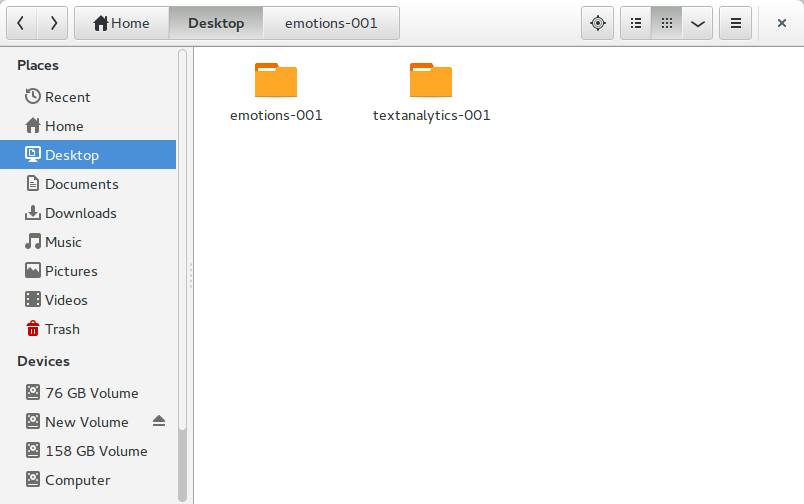 Home Desktop emotions-001
Places
Recent
Home
Desktop
Documents
Downloads
Music
Pictures
Videos
Trash
Devices
76 GB Volume
New Volume
158 GB Volume
Computer
emotions-001 textanalytics-001